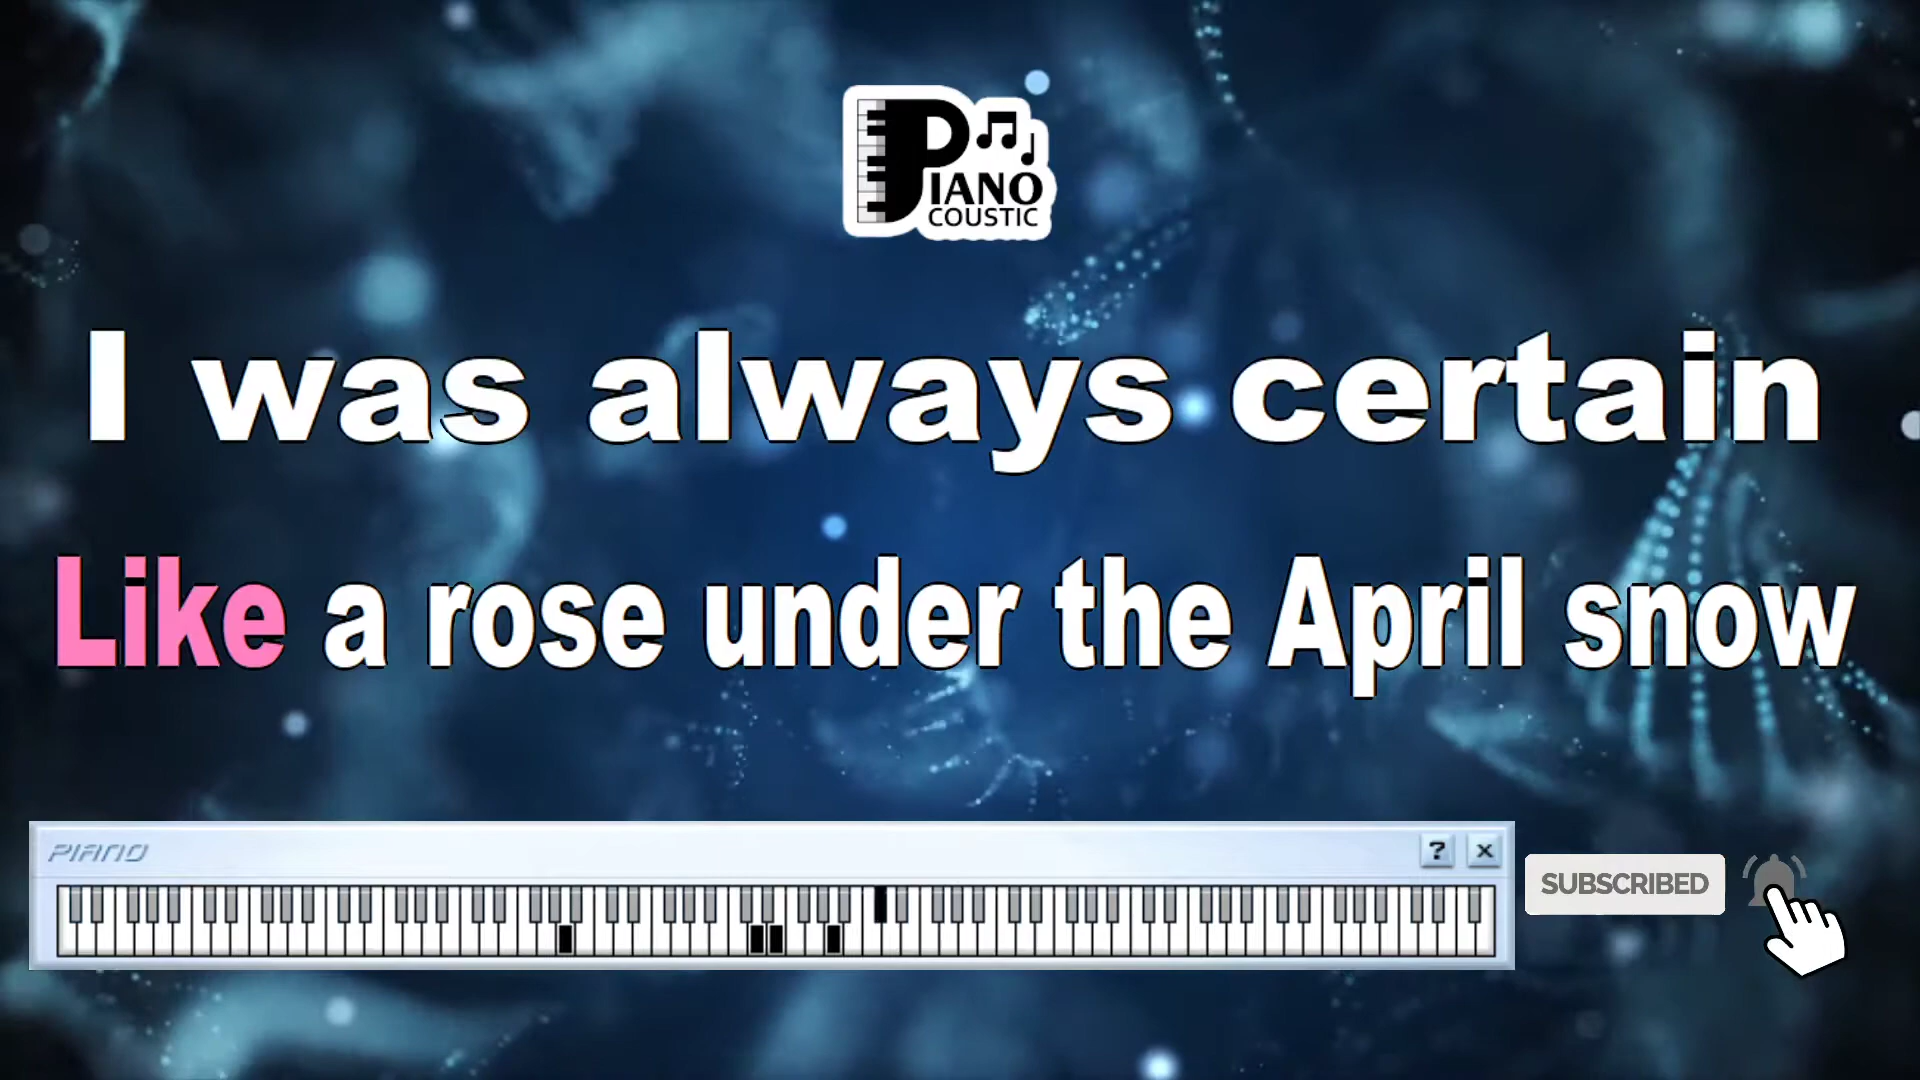 PIANO
COUSTIC
I was always certain
Like a rose under the April snow
PIANO
? X
SUBSCRIBED